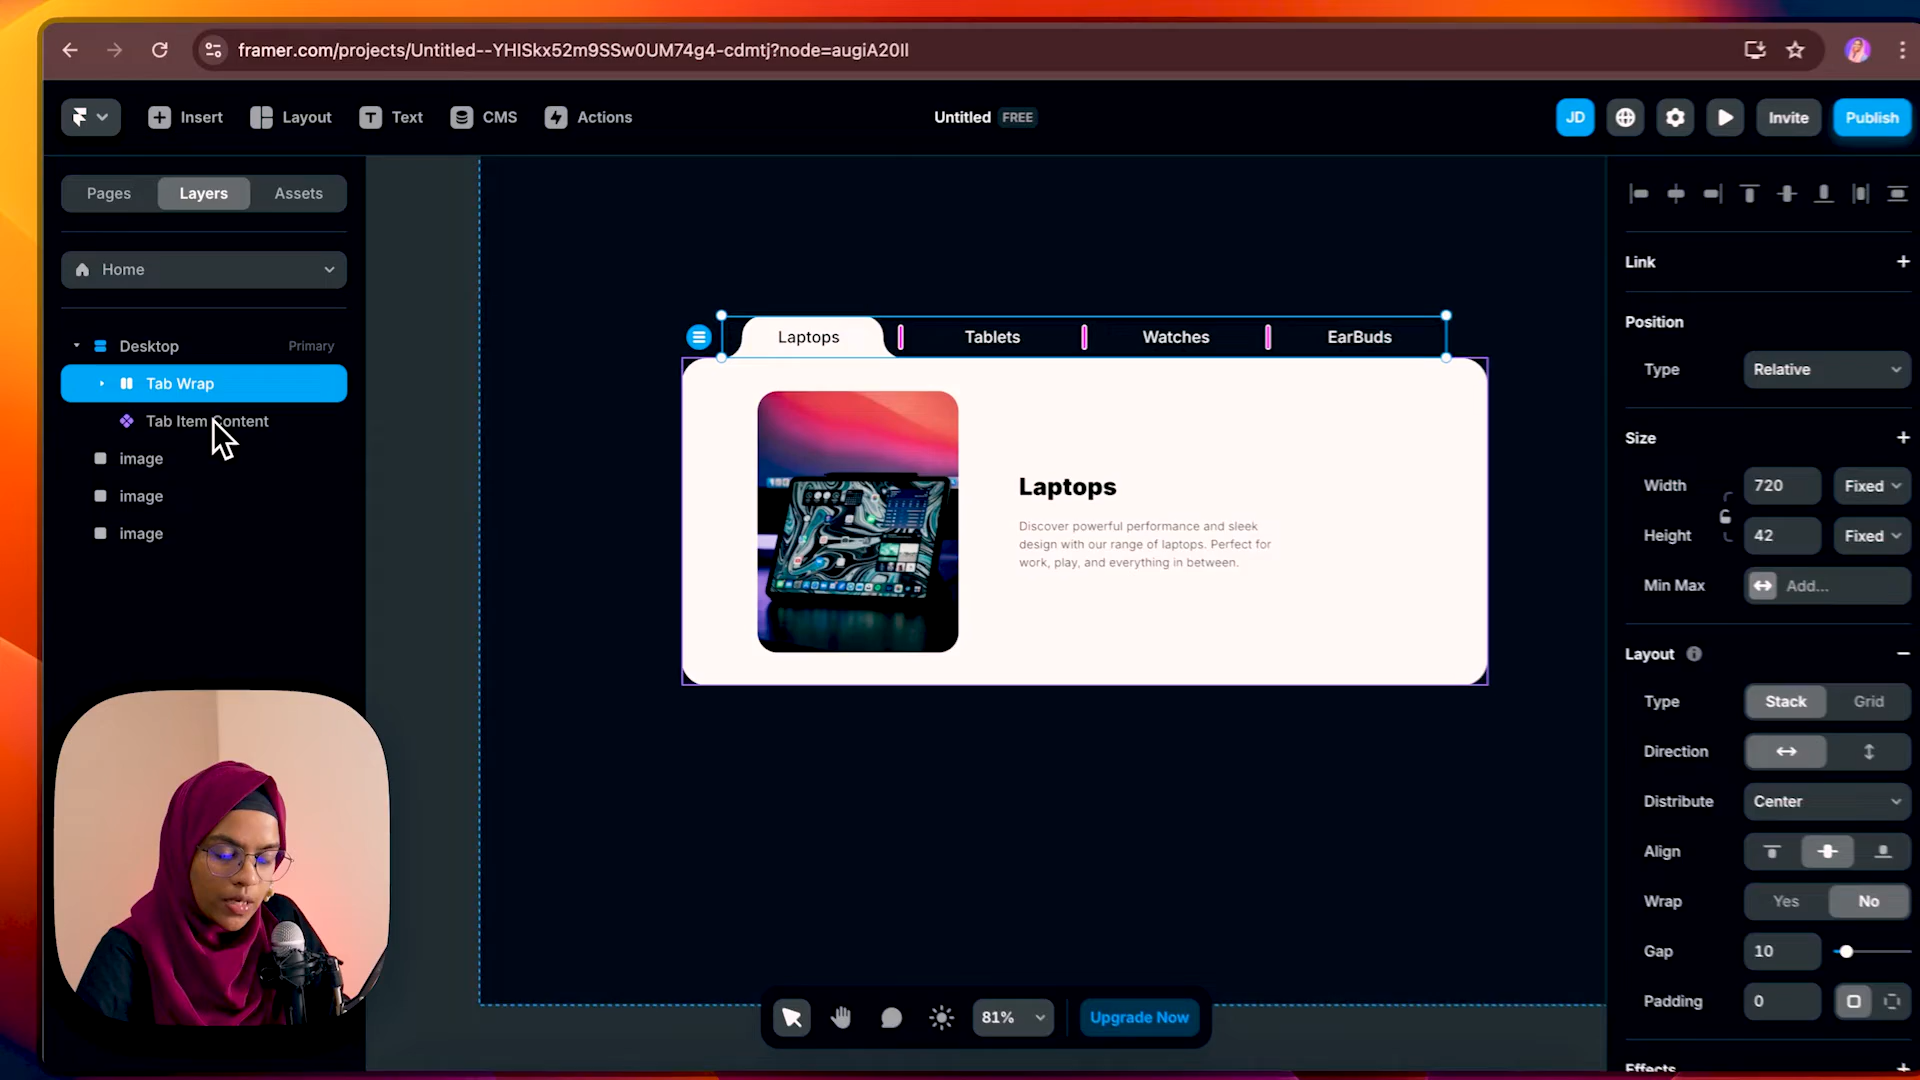 framer.com/projects/Untitled--YHISkx52m9SSw0UM74g4-cdmtj?node=augiA20Il
Insert
Layout
Text
CMS
Actions
Untitled FREE
JD
Invite
Publish
Pages
Layers
Assets
Home
Desktop
Primary
Tab Wrap
Tab Item Content
image
image
image
Laptops
Tablets
Watches
EarBuds
Laptops
Discover powerful performance and sleek
design with our range of laptops. Perfect for
work, play, and everything in between.
81%
Upgrade Now
Link
Position
Type
Relative
Size
Width
720
Fixed
Height
42
Fixed
Min Max
Add...
Layout
Type
Stack
Grid
Direction
Distribute
Center
Align
Wrap
Yes
No
Gap
10
Padding
0
Effects